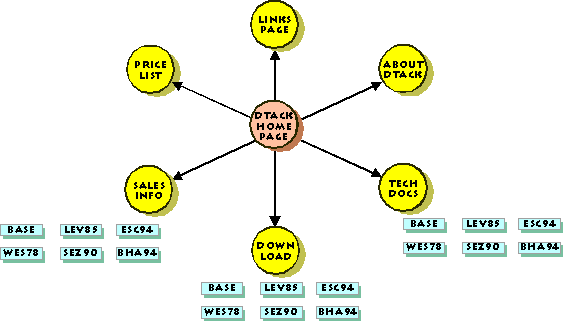 LINKS
PAGE
PRICE
LIST
ABOUT
DTACK
DTACK
HOME
PAGE
SALES
INFO
TECH
DOCS
DOWN
LOAD
BASE LEV85 ESC94
WES78 SEZ90 BHA94
BASE LEV85 ESC94
WES78 SEZ90 BHA94
BASE LEV85 ESC94
WES78 SEZ90 BHA94